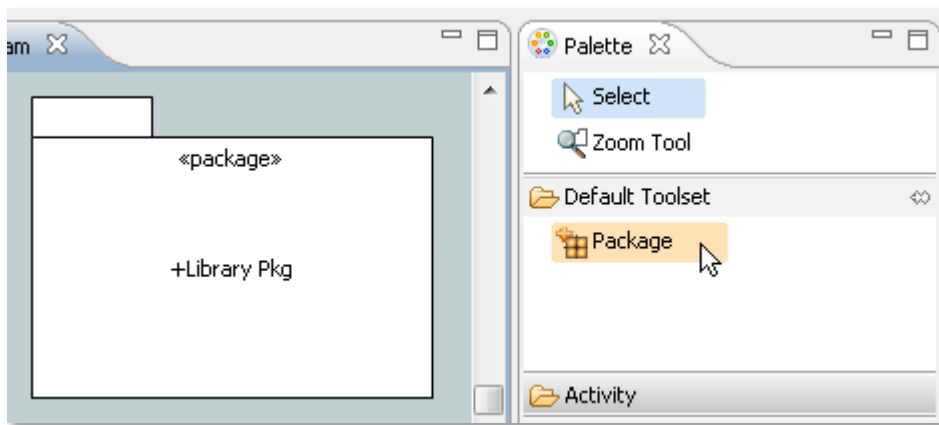 am
«package»
+Library Pkg
Palette
Select
Zoom Tool
Default Toolset
Package
Activity